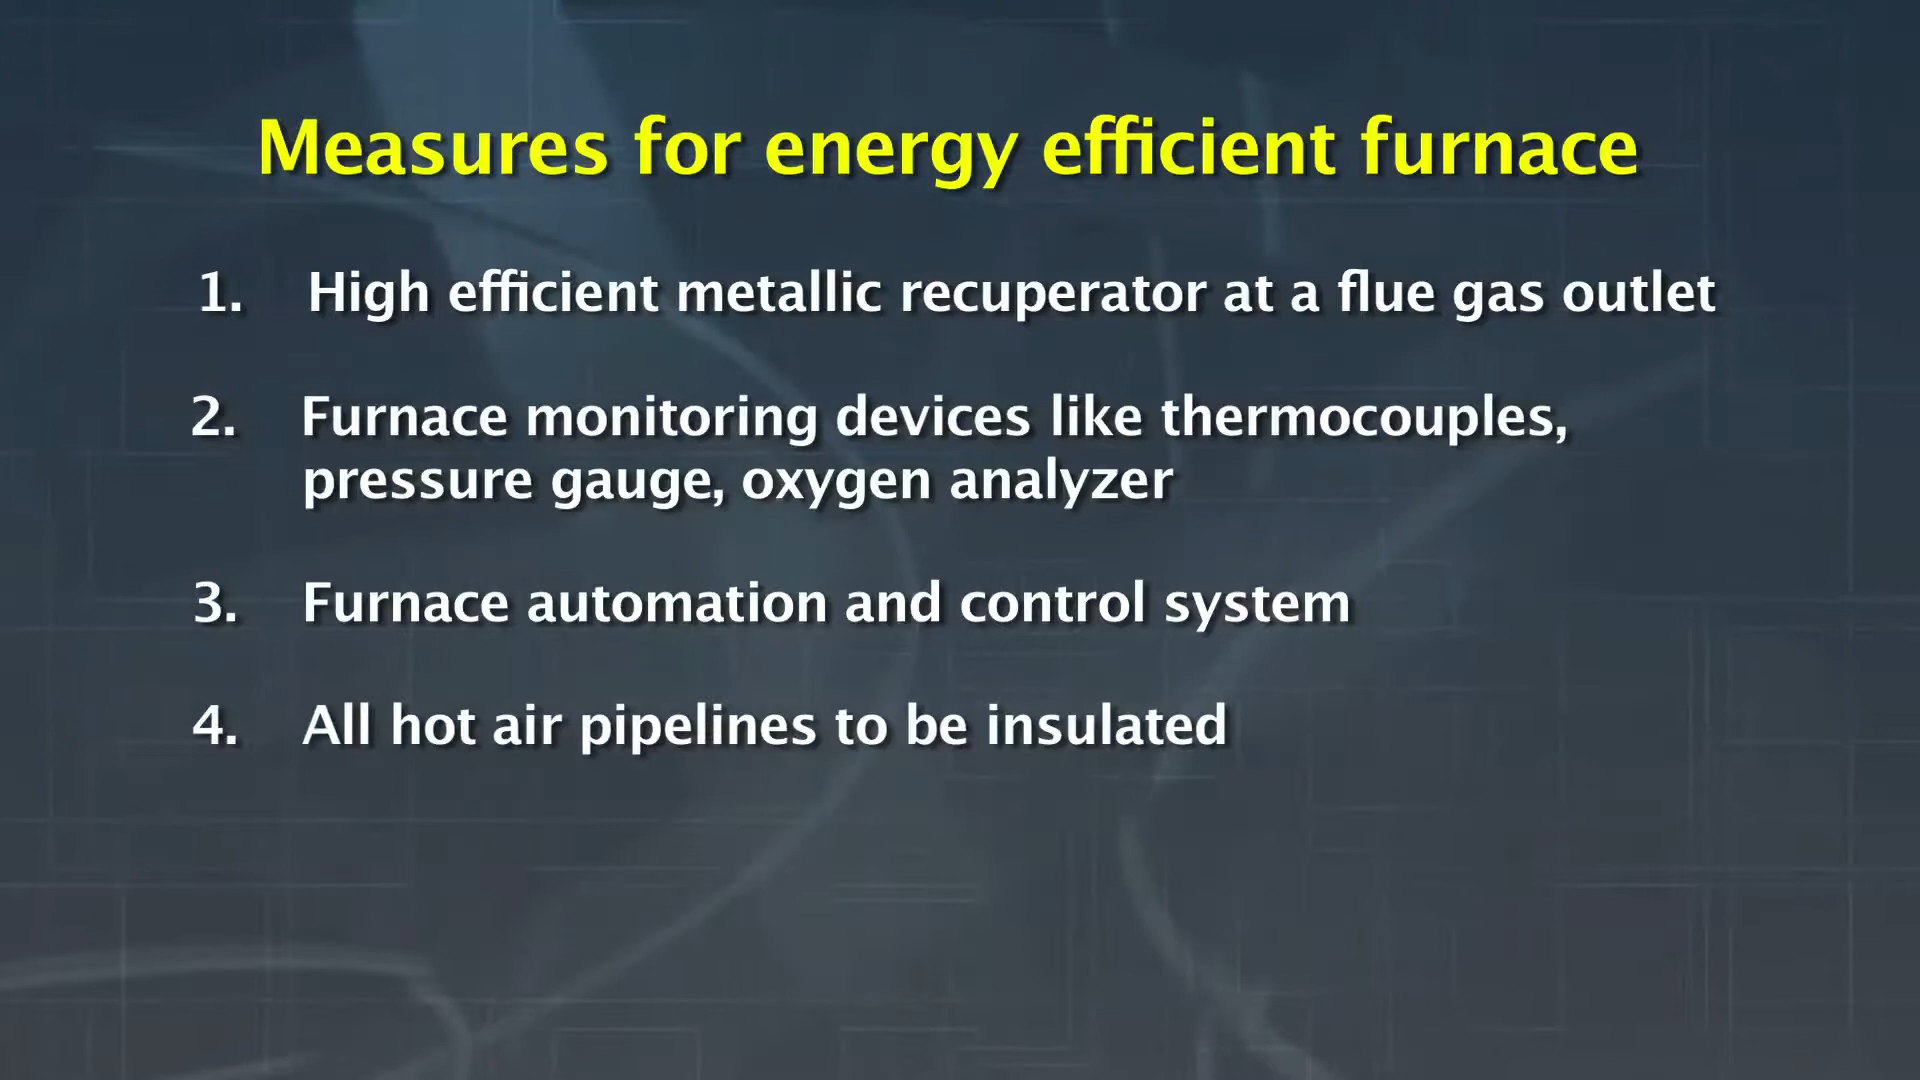 Measures for energy efficient furnace
1. High efficient metallic recuperator at a flue gas outlet
2. Furnace monitoring devices like thermocouples,
pressure gauge, oxygen analyzer
3. Furnace automation and control system
4. All hot air pipelines to be insulated